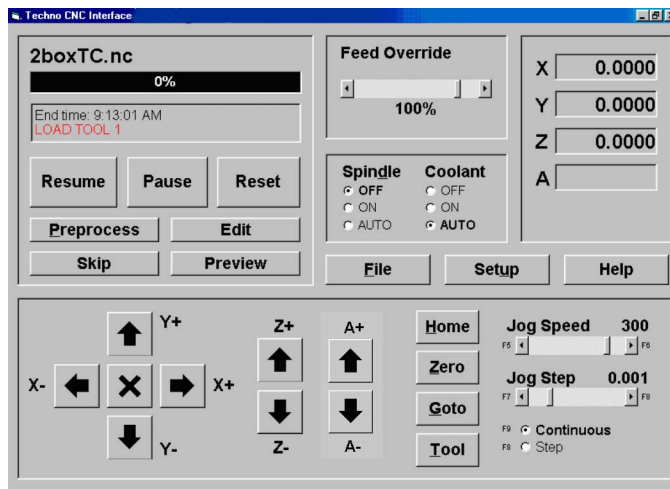 Techno CNC Interface
2boxTC.nc
0%
End time: 9:13:01 AM
LOAD TOOL 1
Resume Pause Reset
Preprocess Edit
Skip Preview
Feed Override
100%
Spindle Coolant
OFF OFF
ON ON
AUTO AUTO
X 0.0000
Y 0.0000
Z 0.0000
A
File Setup Help
Y+
X- X+
Y-
Z+ A+
Z- A-
Home
Zero
Goto
Tool
Jog Speed 300
F5 F6
Jog Step 0.001
F7 F8
F9 Continuous
F8 Step